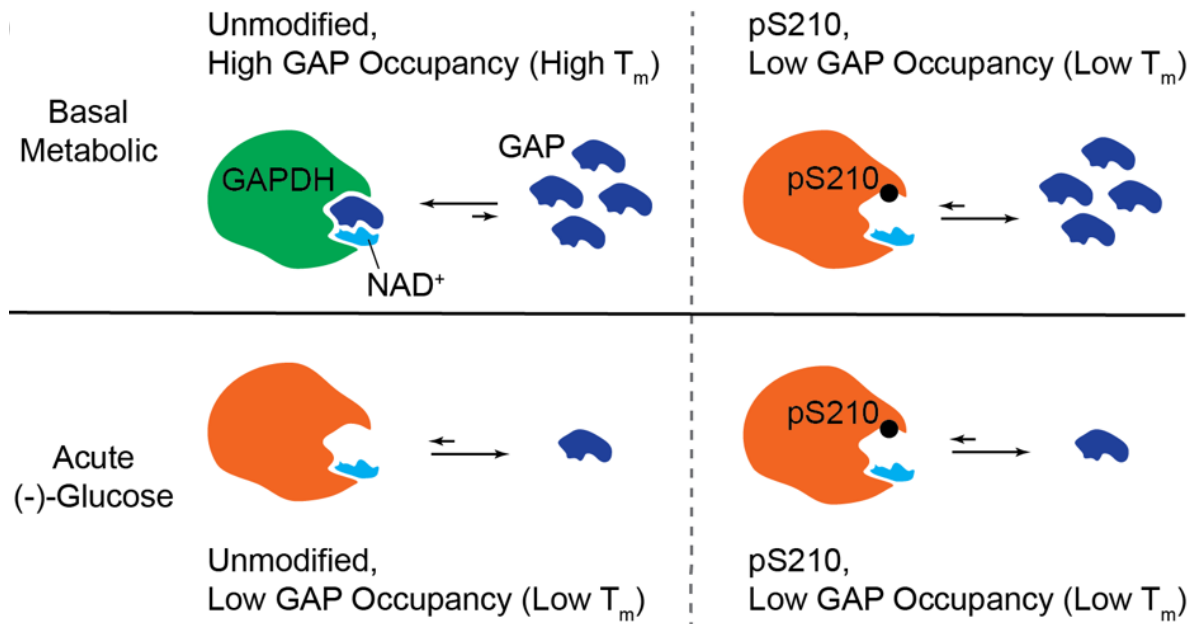 Unmodified,
High GAP Occupancy (High Tm)
pS210,
Low GAP Occupancy (Low Tm)
Basal
Metabolic
GAPDH
GAP
NAD+
pS210
Acute
(-)-Glucose
pS210
Unmodified,
Low GAP Occupancy (Low Tm)
pS210,
Low GAP Occupancy (Low Tm)